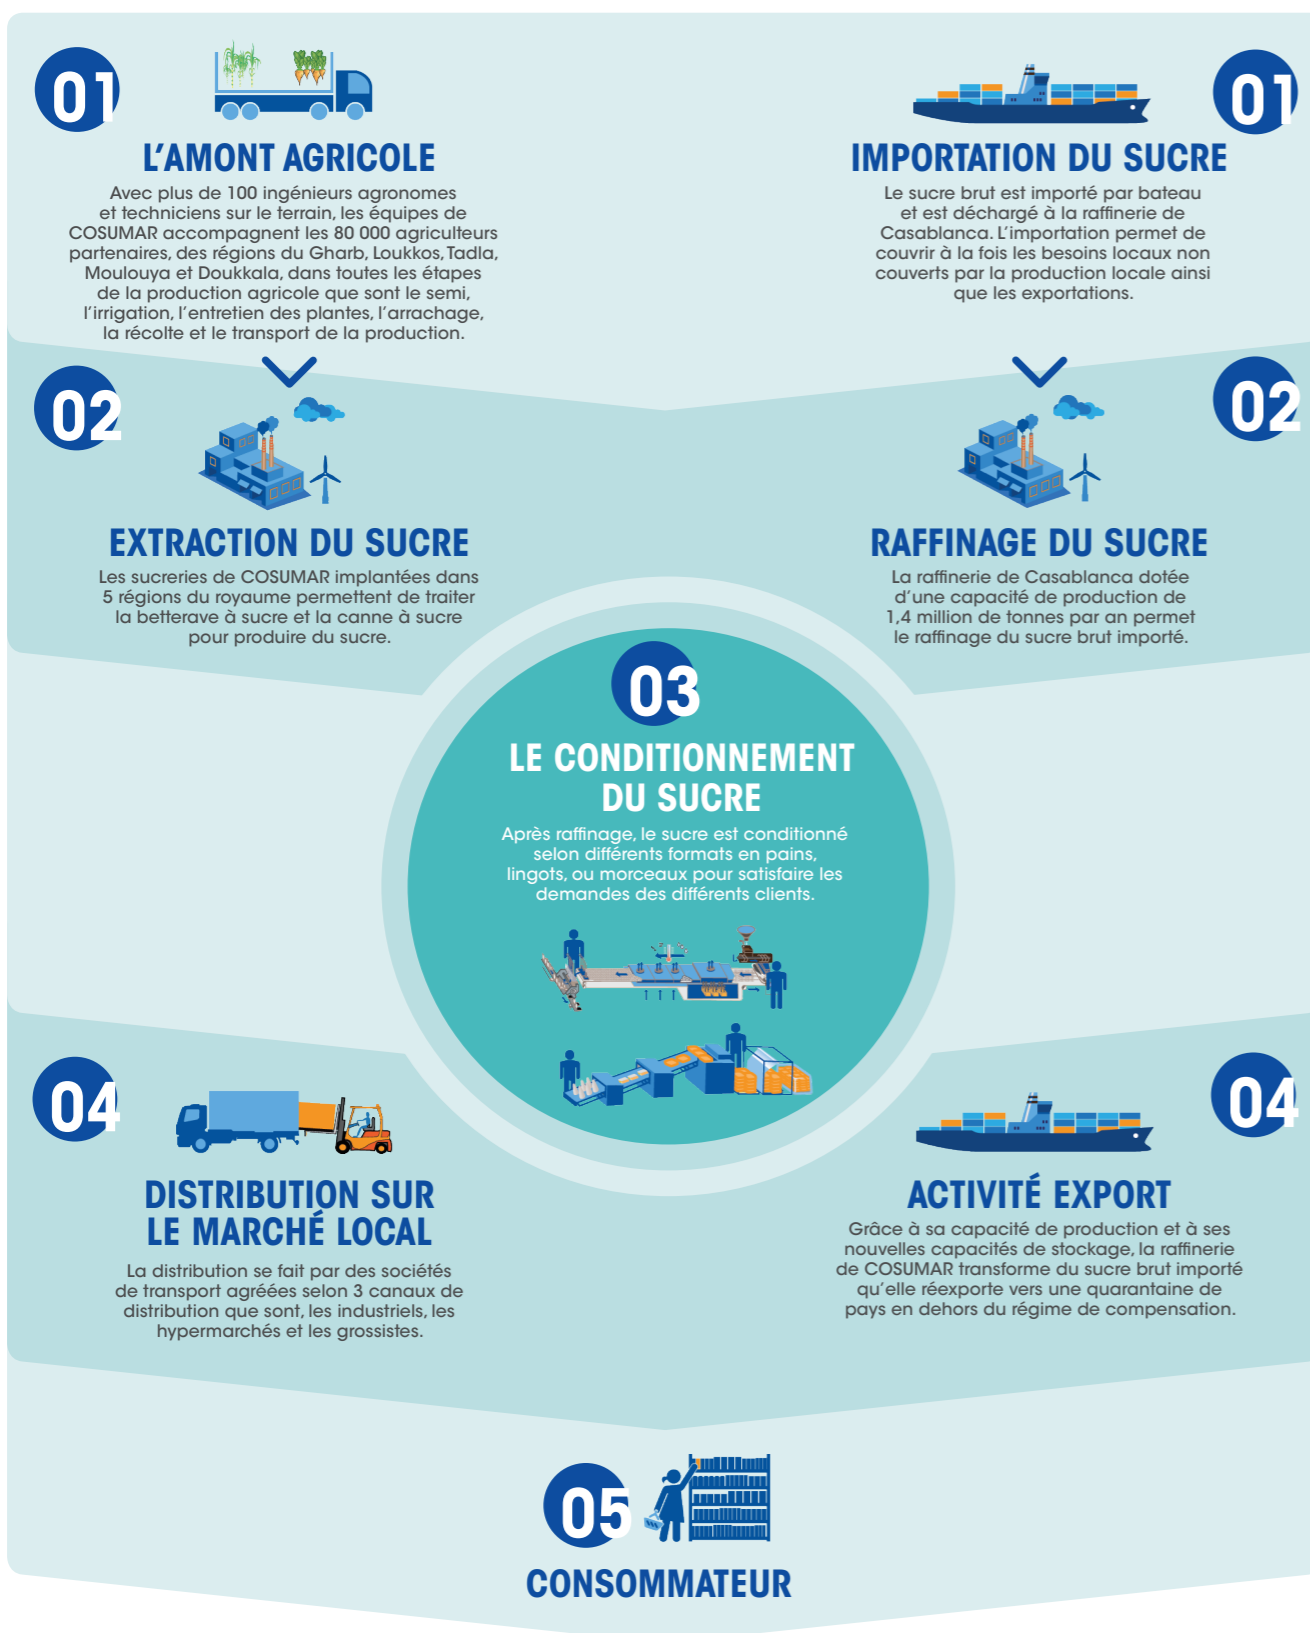 01
L'AMONT AGRICOLE
Avec plus de 100 ingénieurs agronomes
et techniciens sur le terrain, les équipes de
COSUMAR accompagnent les 80 000 agriculteurs
partenaires, des régions du Gharb, Loukkos, Tadla,
Moulouya et Doukkala, dans toutes les étapes
de la production agricole que sont le semi,
l'irrigation, l'entretien des plantes, l'arrachage,
la récolte et le transport de la production.
01
IMPORTATION DU SUCRE
Le sucre brut est importé par bateau
et est déchargé à la raffinerie de
Casablanca. L'importation permet de
couvrir à la fois les besoins locaux non
couverts par la production locale ainsi
que les exportations.
02
EXTRACTION DU SUCRE
Les sucreries de COSUMAR implantées dans
5 régions du royaume permettent de traiter
la betterave à sucre et la canne à sucre
pour produire du sucre.
02
RAFFINAGE DU SUCRE
La raffinerie de Casablanca dotée
d'une capacité de production de
1,4 million de tonnes par an permet
le raffinage du sucre brut importé.
03
LE CONDITIONNEMENT
DU SUCRE
Après raffinage, le sucre est conditionné
selon différents formats en pains,
lingots, ou morceaux pour satisfaire les
demandes des différents clients.
04
DISTRIBUTION SUR
LE MARCHÉ LOCAL
La distribution se fait par des sociétés
de transport agréées selon 3 canaux de
distribution que sont, les industriels, les
hypermarchés et les grossistes.
04
ACTIVITÉ EXPORT
Grâce à sa capacité de production et à ses
nouvelles capacités de stockage, la raffinerie
de COSUMAR transforme du sucre brut importé
qu'elle réexporte vers une quarantaine de
pays en dehors du régime de compensation.
05
CONSOMMATEUR